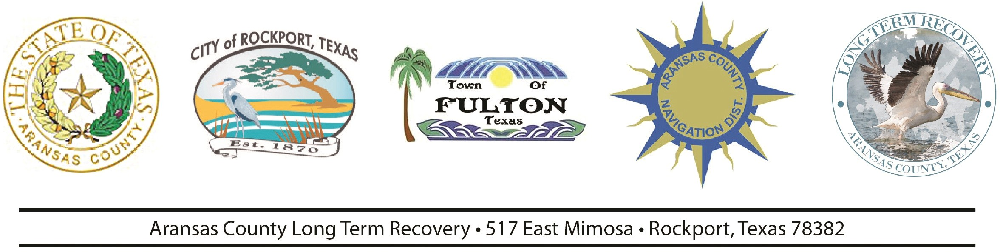 THE STATE OF TEXAS
ARANSAS COUNTY
CITY of ROCKPORT, TEXAS
Est. 1870
Town Of
FULTON
Texas
ARANSAS COUNTY
NAVIGATION DIST.
LONG TERM RECOVERY
ARANSAS COUNTY, TEXAS
Aransas County Long Term Recovery • 517 East Mimosa • Rockport, Texas 78382